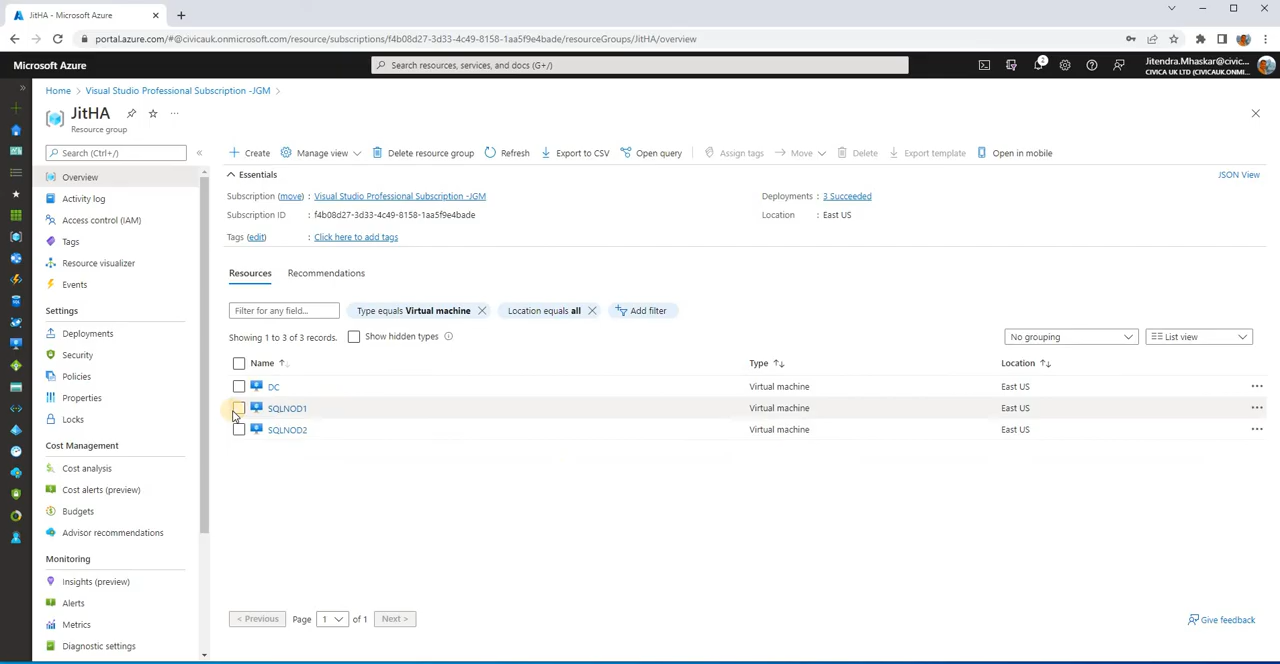 JitHA - Microsoft Azure
portal.azure.com/#@civicauk.onmicrosoft.com/resource/subscriptions/f4b08d27-3d33-4c49-8158-1aa5f9e4bade/resourceGroups/JitHA/overview
Microsoft Azure
Search resources, services, and docs (G+/)
2
Jitendra.Mhaskar@civic...
CIVICA UK LTD (CIVICAUK.ONMI...
Home > Visual Studio Professional Subscription -JGM >
JitHA
Resource group
Search (Ctrl+/)
Create Manage view Delete resource group Refresh Export to CSV Open query Assign tags Move Delete Export template Open in mobile
Overview
Activity log
Access control (IAM)
Tags
Resource visualizer
Events
Settings
Deployments
Security
Policies
Properties
Locks
Cost Management
Cost analysis
Cost alerts (preview)
Budgets
Advisor recommendations
Monitoring
Insights (preview)
Alerts
Metrics
Diagnostic settings
Essentials
JSON View
Subscription (move) : Visual Studio Professional Subscription -JGM
Deployments : 3 Succeeded
Subscription ID : f4b08d27-3d33-4c49-8158-1aa5f9e4bade
Location : East US
Tags (edit) : Click here to add tags
Resources Recommendations
Filter for any field...
Type equals Virtual machine
Location equals all
Add filter
Showing 1 to 3 of 3 records.
Show hidden types
No grouping
List view
Name Type Location
DC Virtual machine East US
SQLNOD1 Virtual machine East US
SQLNOD2 Virtual machine East US
< Previous Page 1 of 1 Next >
Give feedback